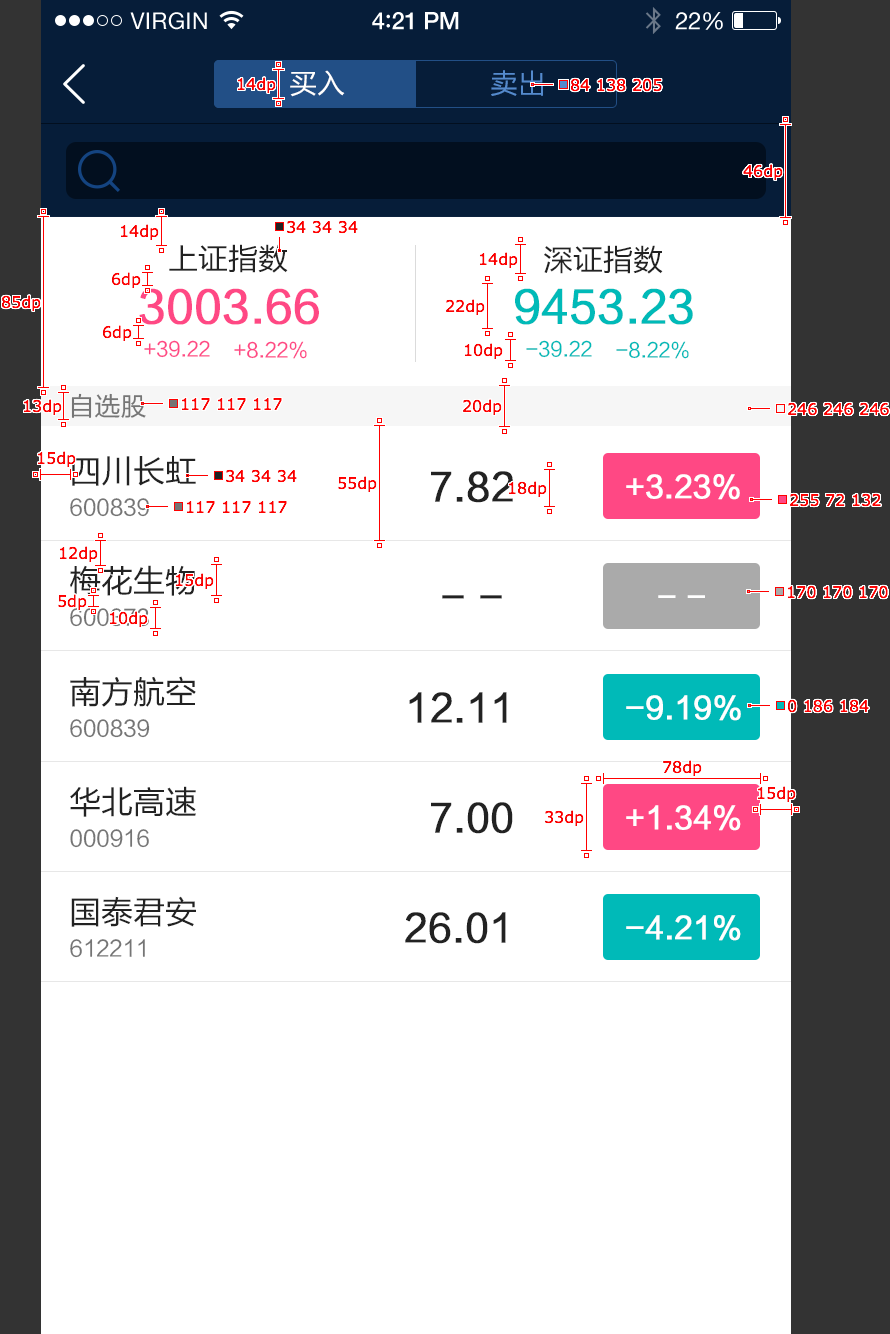 VIRGIN 4:21 PM 22%
14dp 买入 卖出 84 138 205
46dp
14dp 34 34 34
上证指数 14dp 深证指数
6dp
85dp 3003.66 22dp 9453.23
6dp +39.22 +8.22% 10dp −39.22 −8.22%
13dp 自选股 117 117 117 20dp 246 246 246
15dp
四川长虹 34 34 34 55dp 7.82 18dp +3.23% 255 72 132
600839 117 117 117
12dp
梅花生物 15dp – – – – 170 170 170
5dp 10dp
南方航空 12.11 −9.19% 0 186 184
600839
78dp
15dp
华北高速 7.00 33dp +1.34%
000916
国泰君安 26.01 −4.21%
612211